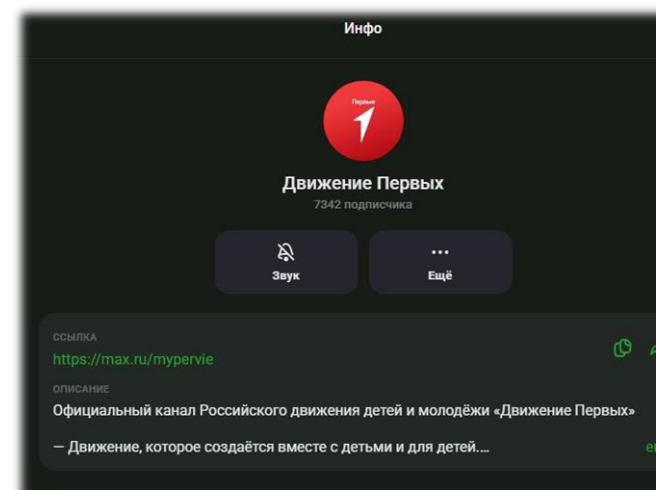 Инфо
Первые
Движение Первых
7342 подписчика
Звук
Ещё
ССЫЛКА
https://max.ru/mypervie
ОПИСАНИЕ
Официальный канал Российского движения детей и молодёжи «Движение Первых»
— Движение, которое создаётся вместе с детьми и для детей....